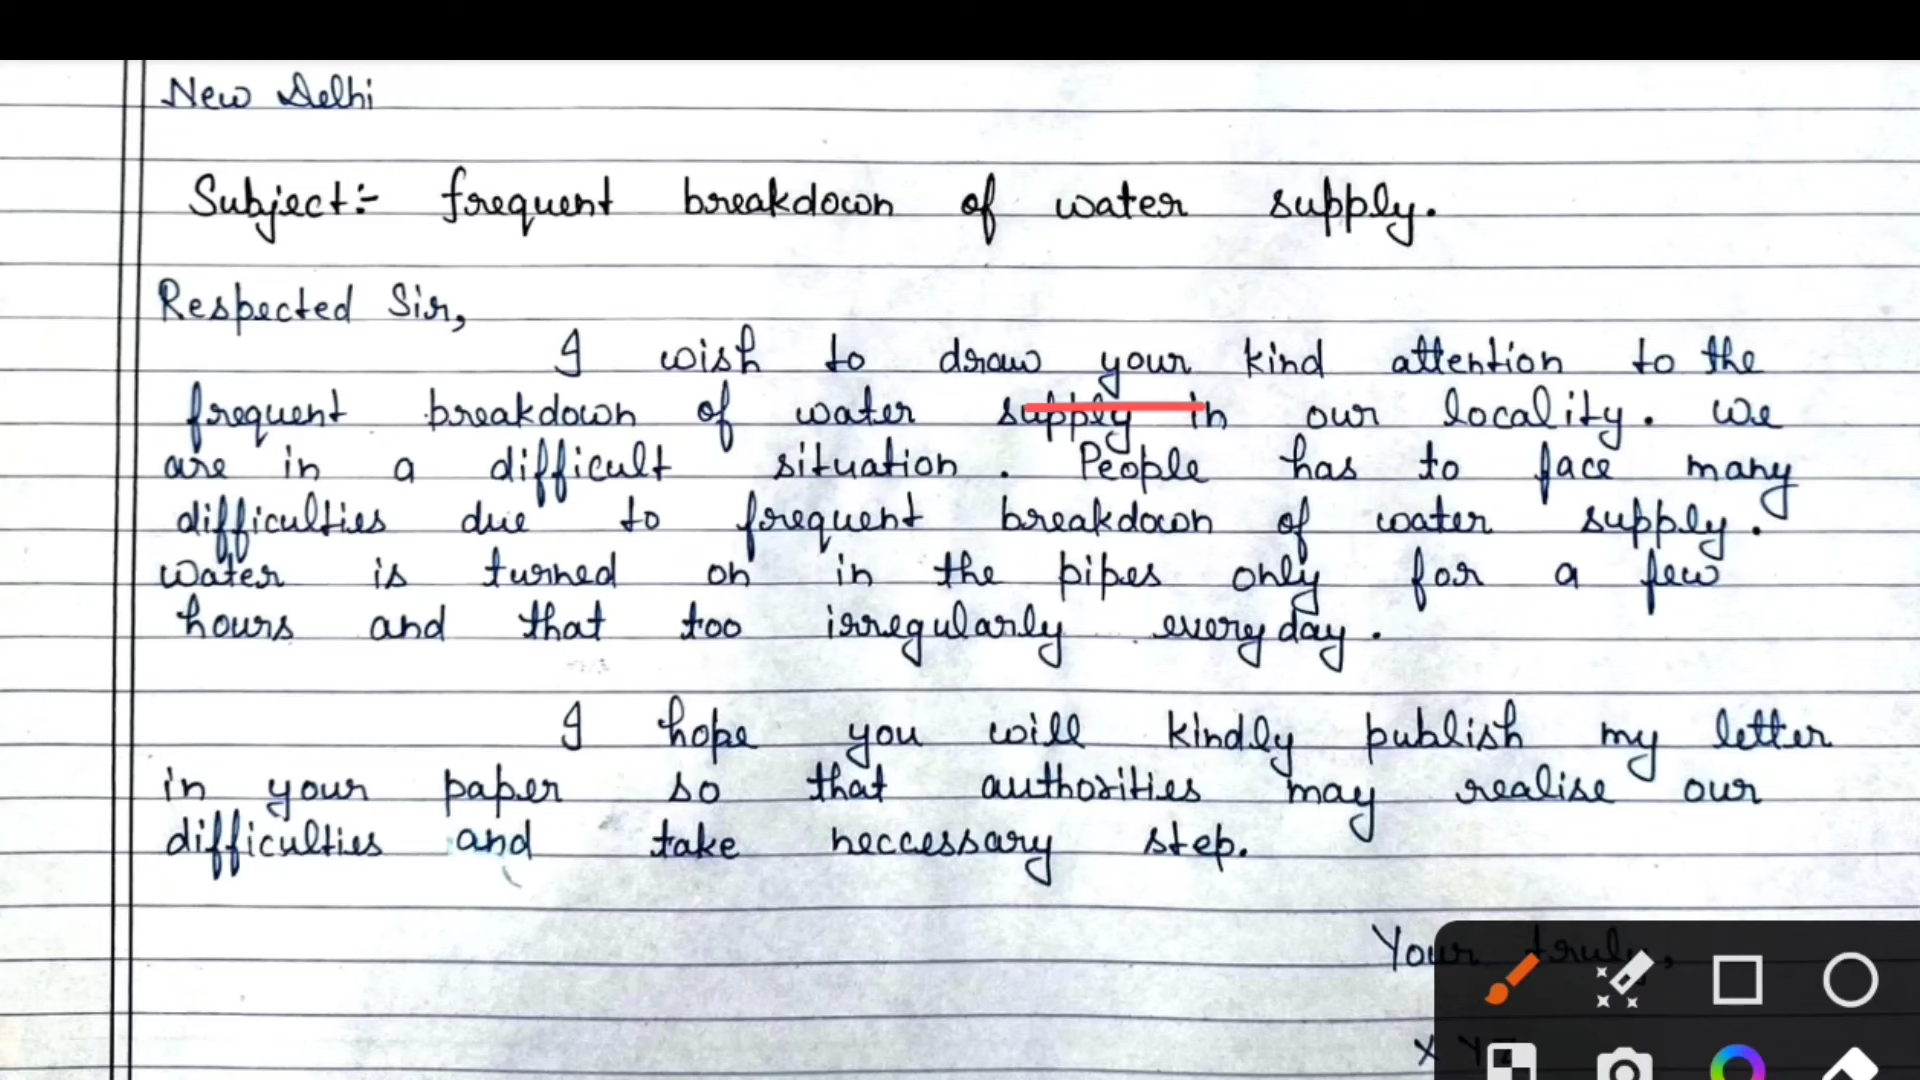 New Delhi
Subject:- frequent breakdown of water supply.
Respected Sir,
I wish to draw your kind attention to the
frequent breakdown of water supply in our locality. We
are in a difficult situation. People has to face many
difficulties due to frequent breakdown of water supply.
Water is turned on in the pipes only for a few
hours and that too irregularly everyday.
I hope you will kindly publish my letter
in your paper so that authorities may realise our
difficulties and take neccessary step.
Your truly,
XYZ